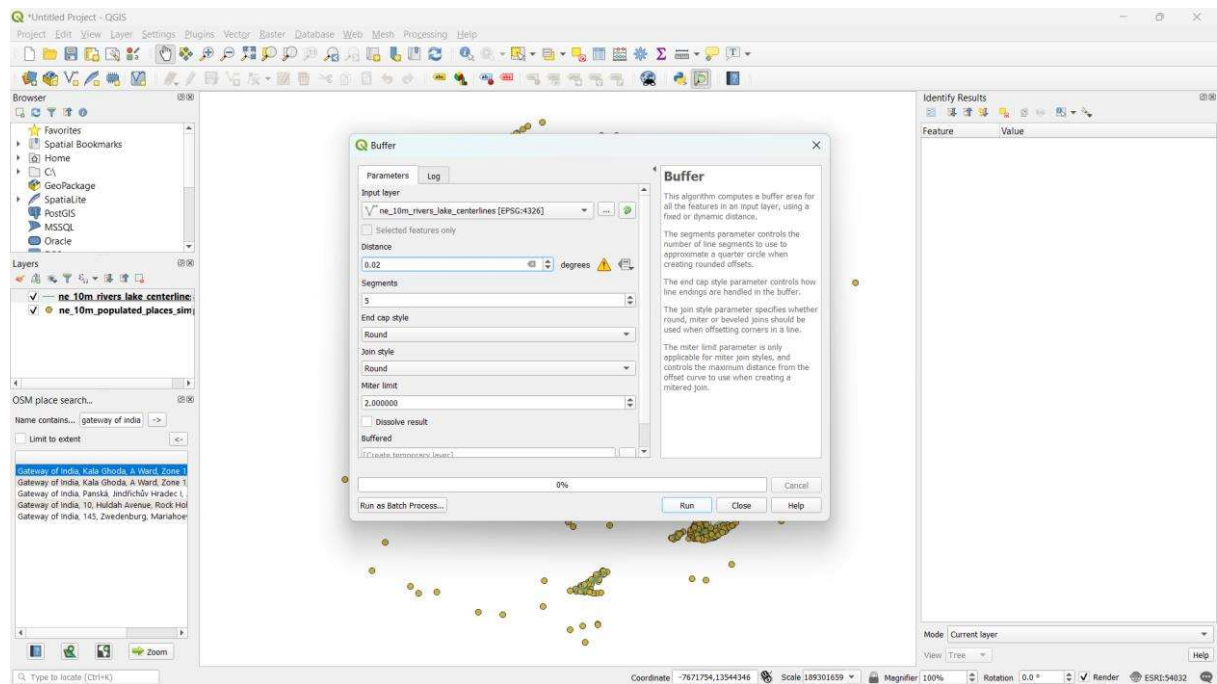 *Untitled Project - QGIS
Project Edit View Layer Settings Plugins Vector Raster Database Web Mesh Processing Help
Browser
Favorites
Spatial Bookmarks
Home
C:\
GeoPackage
SpatiaLite
PostGIS
MSSQL
Oracle
Layers
ne_10m_rivers_lake_centerline
ne_10m_populated_places_sim
OSM place search...
Name contains... gateway of india ->
Limit to extent <-
Gateway of India, Kala Ghoda, A Ward, Zone 1
Gateway of India, Kala Ghoda, A Ward, Zone 1
Gateway of India, Panská, Jindřichův Hradec I,
Gateway of India, 10, Huldah Avenue, Rock Hol
Gateway of India, 145, Zwedenburg, Mariahoe
Zoom
Buffer
Parameters Log
Input layer
ne_10m_rivers_lake_centerlines [EPSG:4326] ...
Selected features only
Distance
0.02 degrees
Segments
5
End cap style
Round
Join style
Round
Miter limit
2.000000
Dissolve result
Buffered
[Create temporary layer]
Buffer
This algorithm computes a buffer area for
all the features in an input layer, using a
fixed or dynamic distance.
The segments parameter controls the
number of line segments to use to
approximate a quarter circle when
creating rounded offsets.
The end cap style parameter controls how
line endings are handled in the buffer.
The join style parameter specifies whether
round, miter or beveled joins should be
used when offsetting corners in a line.
The miter limit parameter is only
applicable for miter join styles, and
controls the maximum distance from the
offset curve to use when creating a
mitered join.
0% Cancel
Run as Batch Process... Run Close Help
Identify Results
Feature Value
Mode Current layer
View Tree Help
Type to locate (Ctrl+K) Coordinate -7671754,13544346 Scale 189301659 Magnifier 100% Rotation 0.0 ° Render ESRI:54032